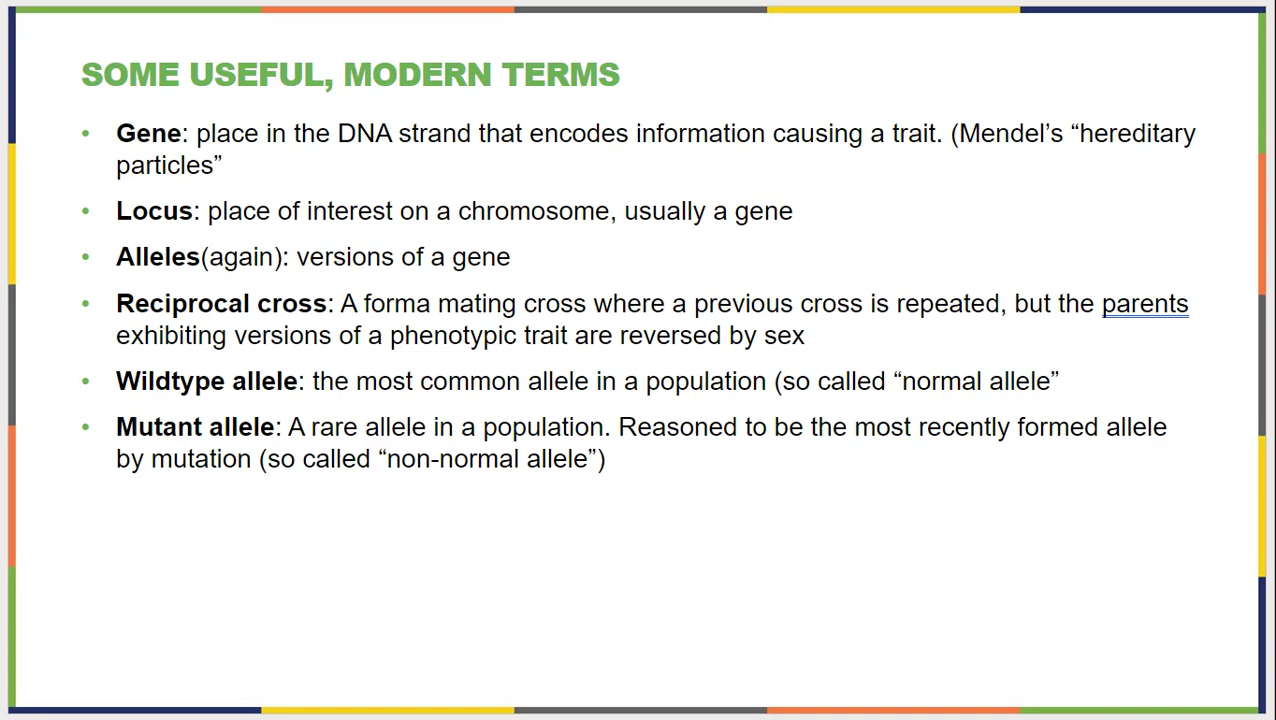 SOME USEFUL, MODERN TERMS
• Gene: place in the DNA strand that encodes information causing a trait. (Mendel’s “hereditary
particles”
• Locus: place of interest on a chromosome, usually a gene
• Alleles(again): versions of a gene
• Reciprocal cross: A forma mating cross where a previous cross is repeated, but the parents
exhibiting versions of a phenotypic trait are reversed by sex
• Wildtype allele: the most common allele in a population (so called “normal allele”
• Mutant allele: A rare allele in a population. Reasoned to be the most recently formed allele
by mutation (so called “non-normal allele”)